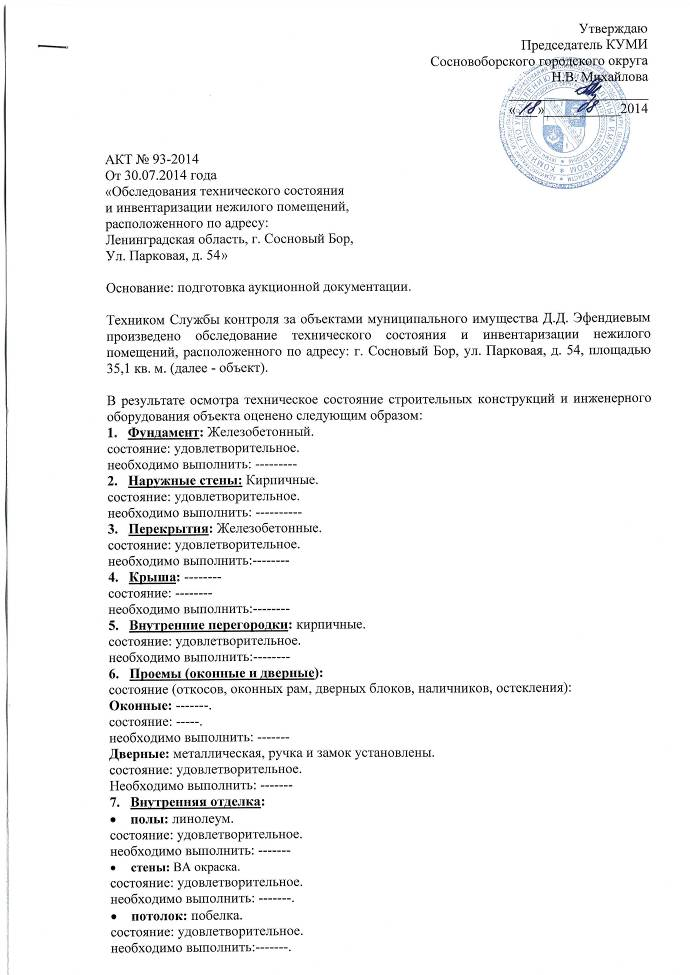 Утверждаю
Председатель КУМИ
Сосновоборского городского округа
Н.В. Михайлова
« 18 » 08 2014
АКТ № 93-2014
От 30.07.2014 года
«Обследования технического состояния
и инвентаризации нежилого помещений,
расположенного по адресу:
Ленинградская область, г. Сосновый Бор,
Ул. Парковая, д. 54»
Основание: подготовка аукционной документации.
Техником Службы контроля за объектами муниципального имущества Д.Д. Эфендиевым
произведено обследование технического состояния и инвентаризации нежилого
помещений, расположенного по адресу: г. Сосновый Бор, ул. Парковая, д. 54, площадью
35,1 кв. м. (далее - объект).
В результате осмотра техническое состояние строительных конструкций и инженерного
оборудования объекта оценено следующим образом:
1. Фундамент: Железобетонный.
состояние: удовлетворительное.
необходимо выполнить: ---------
2. Наружные стены: Кирпичные.
состояние: удовлетворительное.
необходимо выполнить: ----------
3. Перекрытия: Железобетонные.
состояние: удовлетворительное.
необходимо выполнить:--------
4. Крыша: --------
состояние: --------
необходимо выполнить:--------
5. Внутренние перегородки: кирпичные.
состояние: удовлетворительное.
необходимо выполнить:--------
6. Проемы (оконные и дверные):
состояние (откосов, оконных рам, дверных блоков, наличников, остекления):
Оконные: -------.
состояние: -----.
необходимо выполнить: -------
Дверные: металлическая, ручка и замок установлены.
состояние: удовлетворительное.
Необходимо выполнить: -------
7. Внутренняя отделка:
• полы: линолеум.
состояние: удовлетворительное.
необходимо выполнить: -------
• стены: ВА окраска.
состояние: удовлетворительное.
необходимо выполнить: -------.
• потолок: побелка.
состояние: удовлетворительное.
необходимо выполнить:-------.